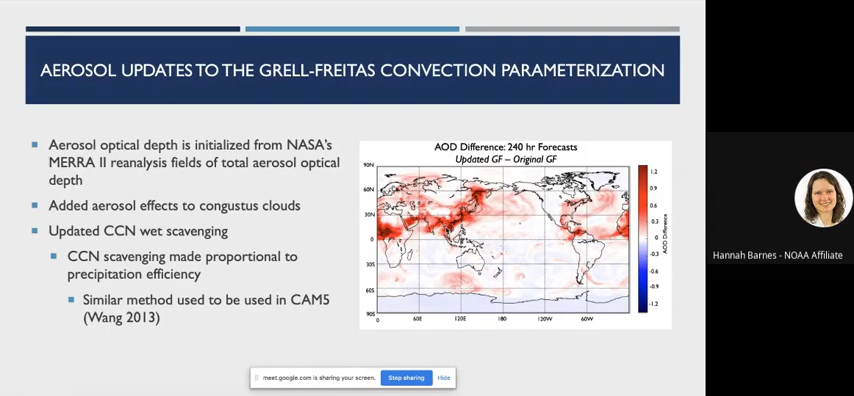 AEROSOL UPDATES TO THE GRELL-FREITAS CONVECTION PARAMETERIZATION
Aerosol optical depth is initialized from NASA's
MERRA II reanalysis fields of total aerosol optical
depth
Added aerosol effects to congustus clouds
Updated CCN wet scavenging
CCN scavenging made proportional to
precipitation efficiency
Similar method used to be used in CAM5
(Wang 2013)
AOD Difference: 240 hr Forecasts
Updated GF – Original GF
90N
60N
30N
0
30S
60S
90S
0 60E 120E 180 120W 60W
1.2
0.9
0.6
0.3
0
-0.3
-0.6
-0.9
-1.2
AOD Difference
Hannah Barnes - NOAA Affiliate
meet.google.com is sharing your screen. Stop sharing Hide